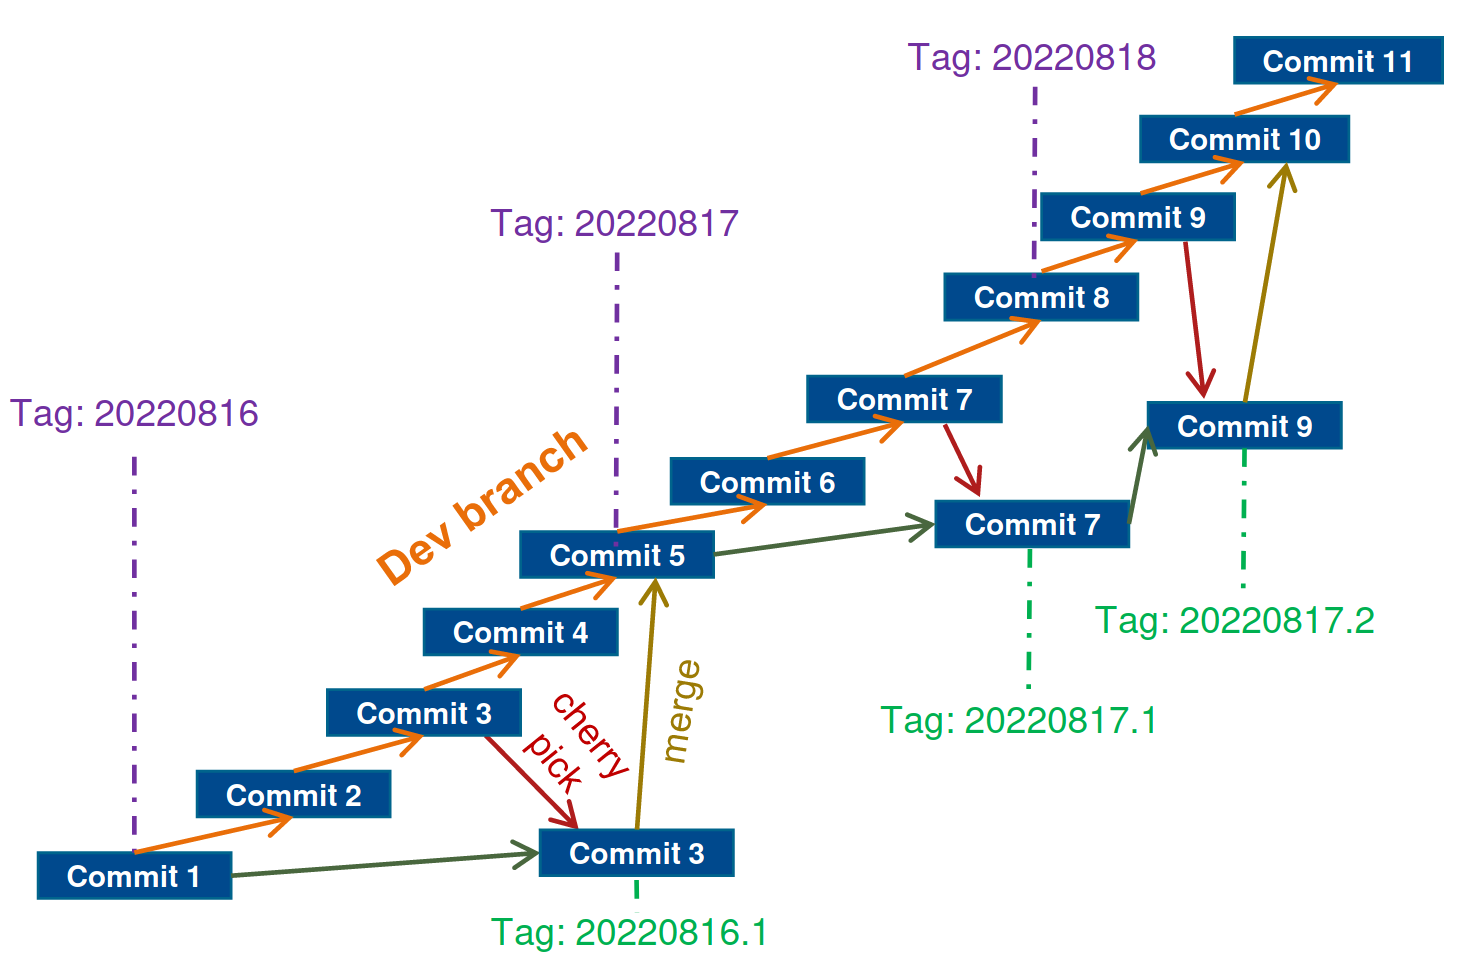 Tag: 20220818
Commit 11
Commit 10
Tag: 20220817
Commit 9
Commit 8
Tag: 20220816
Commit 7
Commit 9
Dev branch
Commit 6
Commit 7
Commit 5
Tag: 20220817.2
Commit 4
merge
Commit 3
cherry
pick
Tag: 20220817.1
Commit 2
Commit 3
Commit 1
Tag: 20220816.1